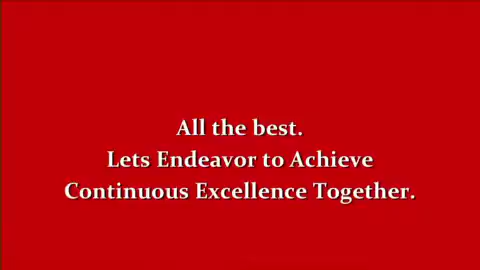 All the best.
Lets Endeavor to Achieve
Continuous Excellence Together.